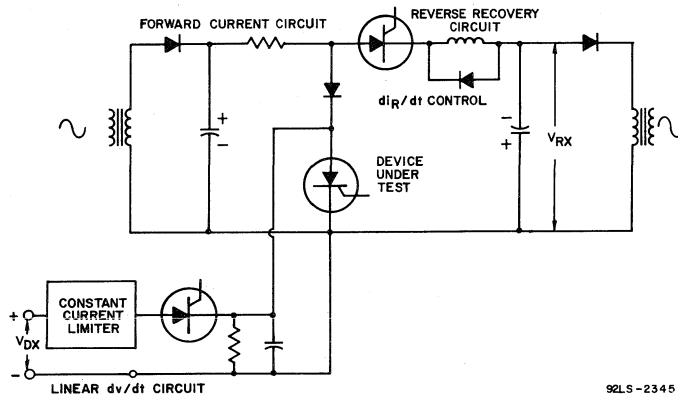 FORWARD CURRENT CIRCUIT
REVERSE RECOVERY
CIRCUIT
diR/dt CONTROL
+
-
-
+
VRX
DEVICE
UNDER
TEST
CONSTANT
CURRENT
LIMITER
+
VDX
-
LINEAR dv/dt CIRCUIT
92LS-2345